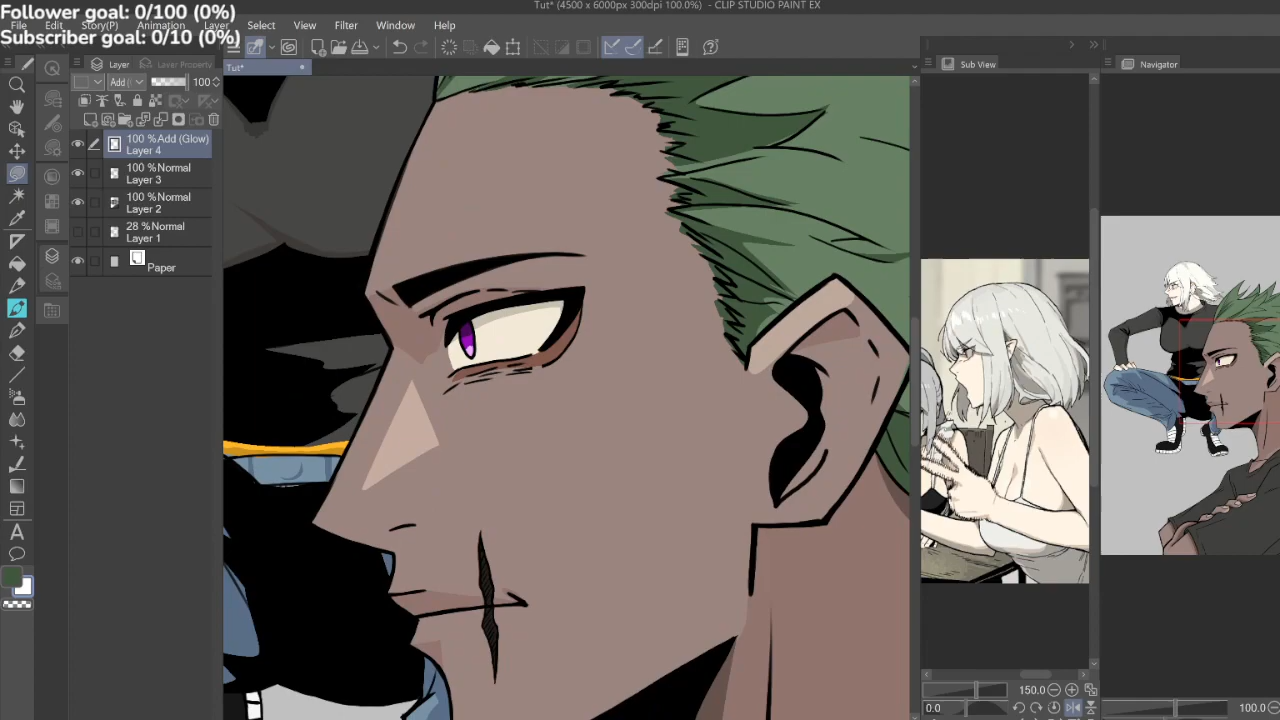 Follower goal: 0/100 (0%)
Subscriber goal: 0/10 (0%)
Tut* (4500 x 6000px 300dpi 100.0%) - CLIP STUDIO PAINT EX
File Edit Story(P) Animation Layer Select View Filter Window Help
Tut*
Layer Layer Property
Add (
100
100 %Add (Glow)
Layer 4
100 %Normal
Layer 3
100 %Normal
Layer 2
28 %Normal
Layer 1
Paper
Sub View
Navigator
150.0
0.0
100.0